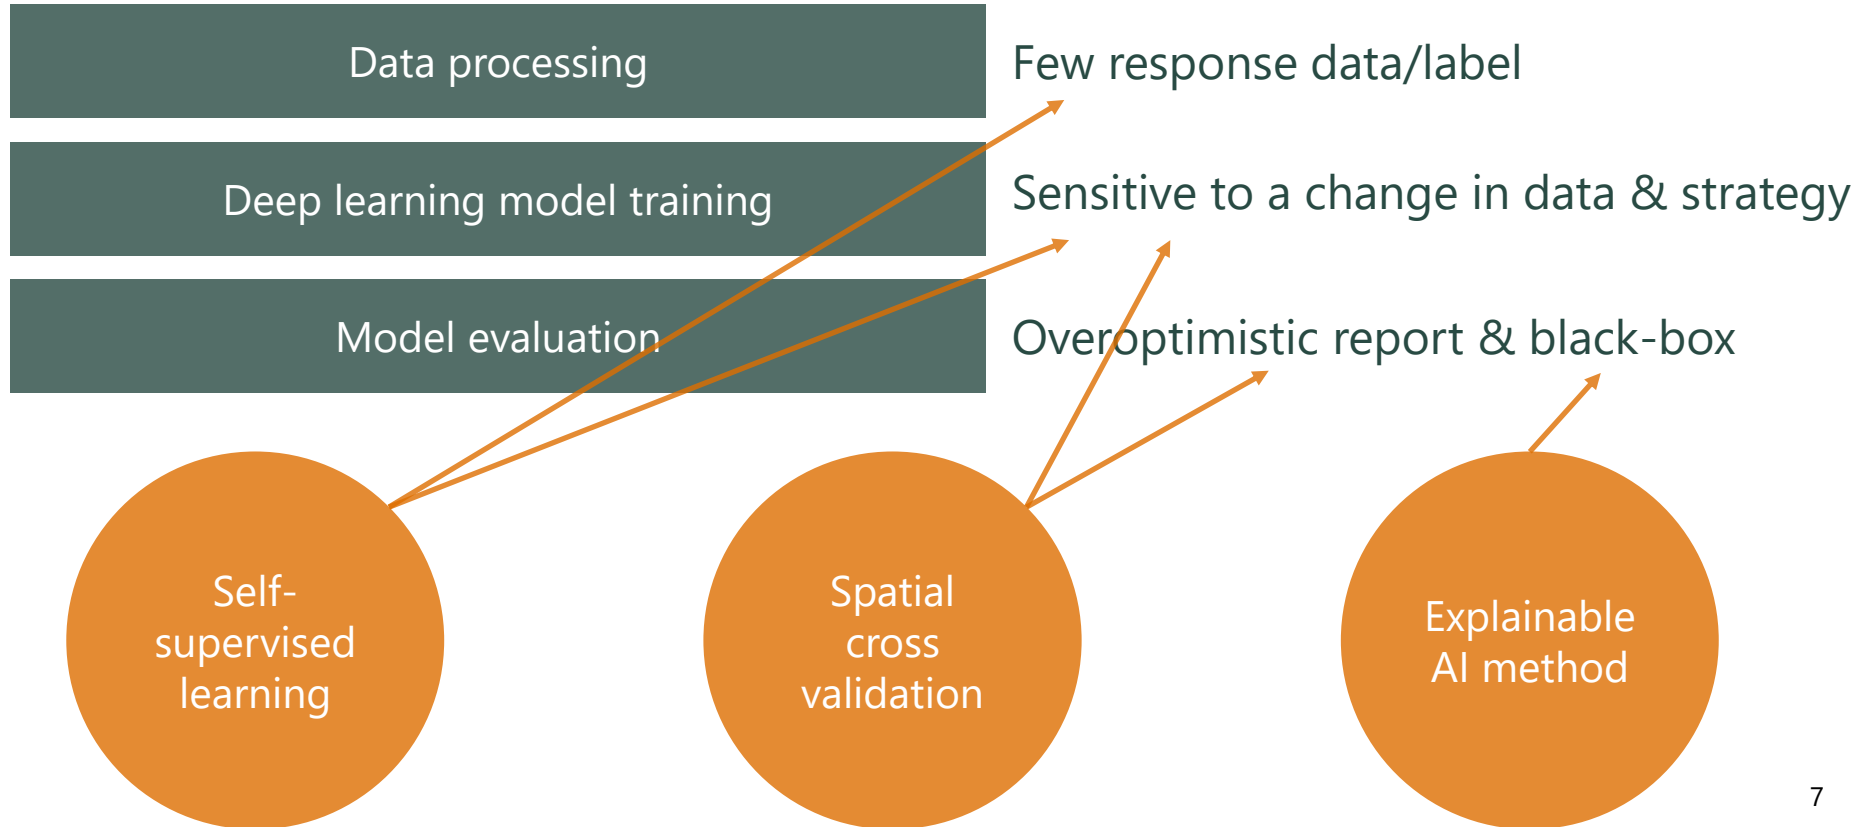 Data processing
Few response data/label
Deep learning model training
Sensitive to a change in data & strategy
Model evaluation
Overoptimistic report & black-box
Self-
supervised
learning
Spatial
cross
validation
Explainable
AI method
7